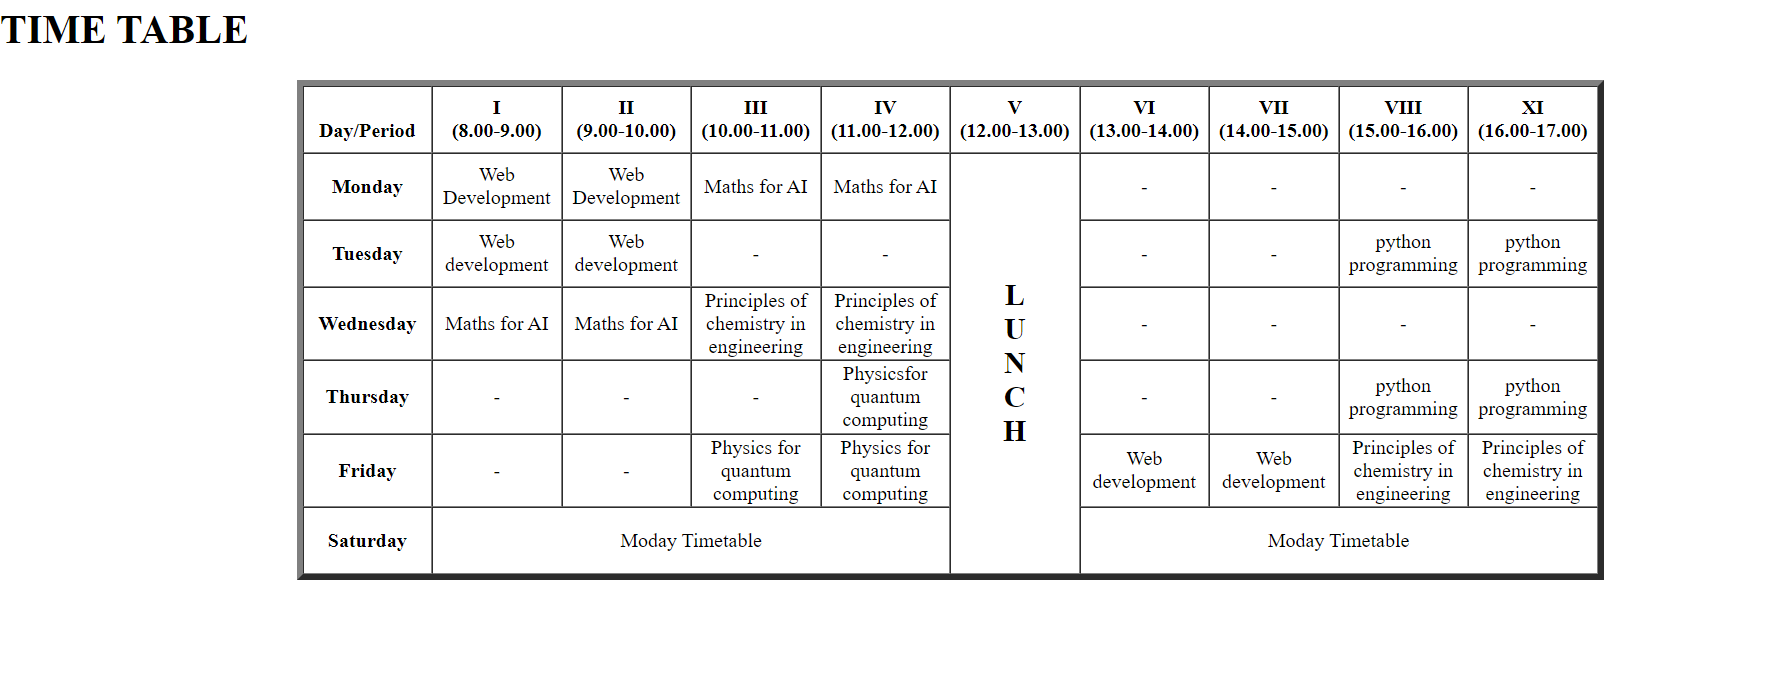 TIME TABLE
Day/Period
I
(8.00-9.00)
II
(9.00-10.00)
III
(10.00-11.00)
IV
(11.00-12.00)
V
(12.00-13.00)
VI
(13.00-14.00)
VII
(14.00-15.00)
VIII
(15.00-16.00)
XI
(16.00-17.00)
Monday
Web
Development
Web
Development
Maths for AI
Maths for AI
L
U
N
C
H
-
-
-
-
Tuesday
Web
development
Web
development
-
-
-
-
python
programming
python
programming
Wednesday
Maths for AI
Maths for AI
Principles of
chemistry in
engineering
Principles of
chemistry in
engineering
-
-
-
-
Thursday
-
-
-
Physicsfor
quantum
computing
-
-
python
programming
python
programming
Friday
-
-
Physics for
quantum
computing
Physics for
quantum
computing
Web
development
Web
development
Principles of
chemistry in
engineering
Principles of
chemistry in
engineering
Saturday
Moday Timetable
Moday Timetable